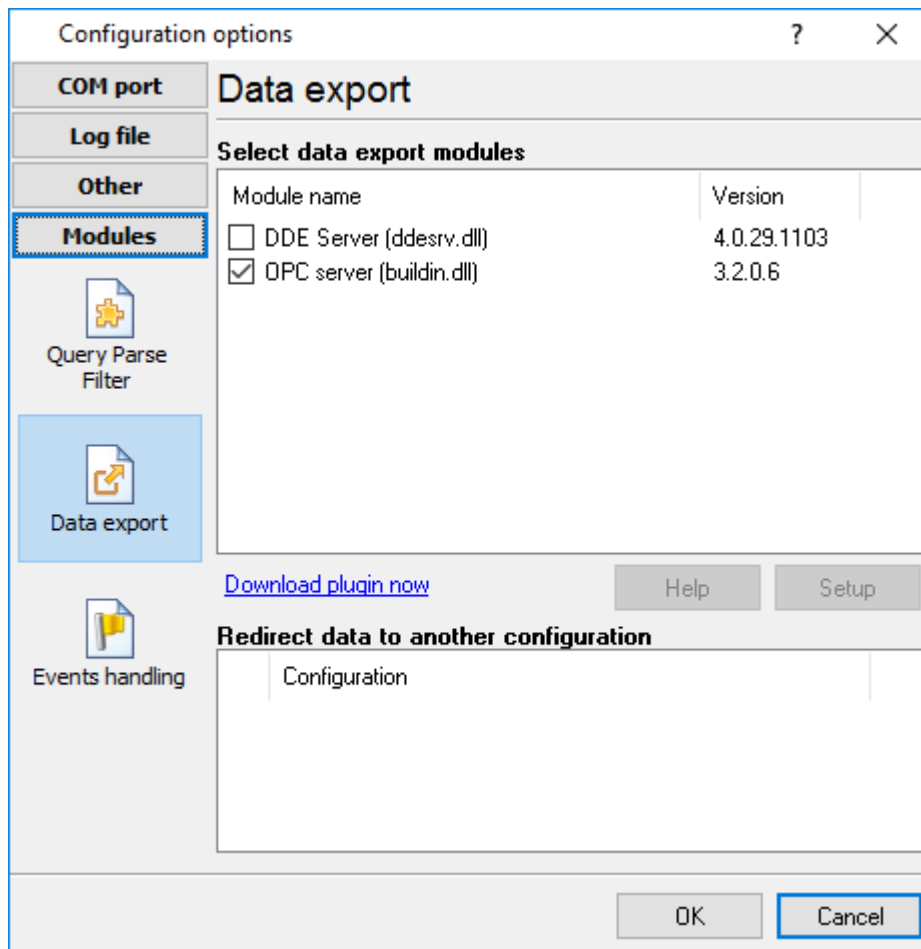 Configuration options
?
COM port
Log file
Other
Modules
Query Parse
Filter
Data export
Events handling
Data export
Select data export modules
Module name Version
DDE Server (ddesrv.dll) 4.0.29.1103
OPC server (buildin.dll) 3.2.0.6
Download plugin now
Help
Setup
Redirect data to another configuration
Configuration
OK
Cancel